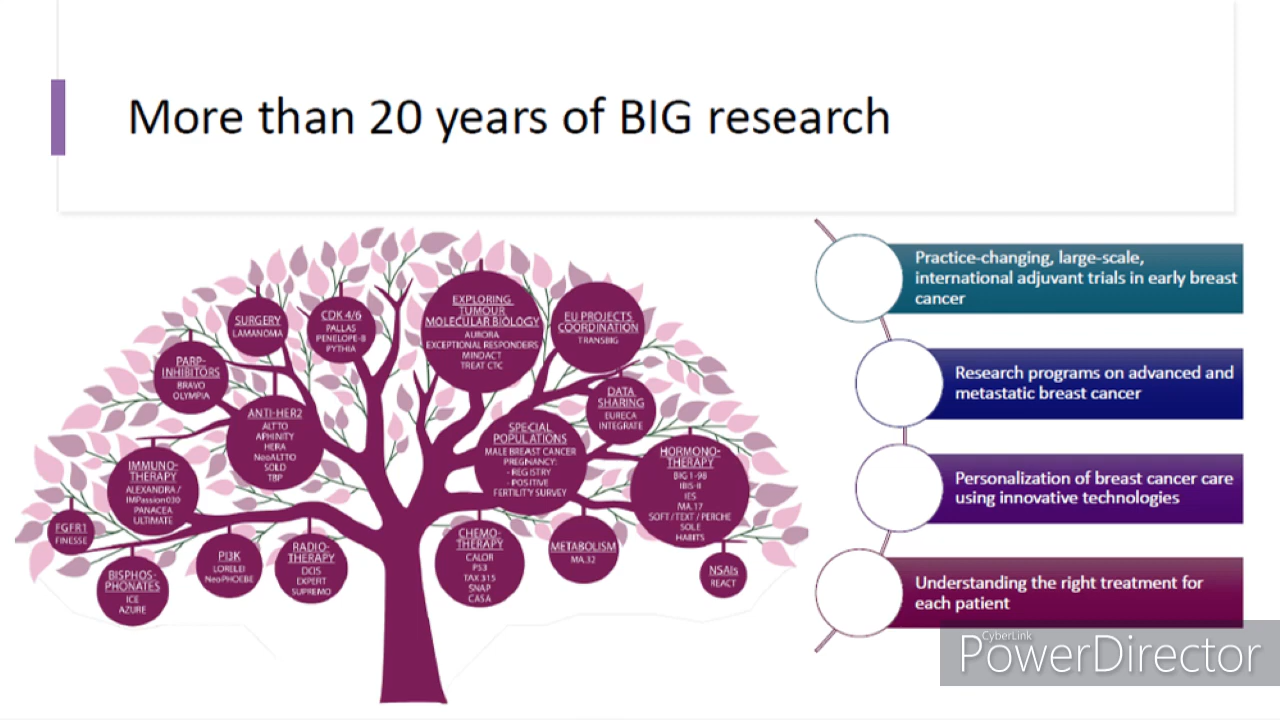 More than 20 years of BIG research
SURGERY
LAMANOMA
CDK 4/6
PALLAS
PENELOPE-B
PYTHIA
EXPLORING
TUMOUR
MOLECULAR BIOLOGY
AURORA
EXCEPTIONAL RESPONDERS
MINDACT
TREAT CTC
EU PROJECTS
COORDINATION
TRANSBIG
PARP-
INHIBITORS
BRAVO
OLYMPIA
ANTI-HER2
ALTTO
APHINITY
HERA
NeoALTTO
SOLD
TBP
DATA
SHARING
EURECA
INTEGRATE
SPECIAL
POPULATIONS
MALE BREAST CANCER
PREGNANCY:
- REGISTRY
- POSITIVE
FERTILITY SURVEY
HORMONO-
THERAPY
BIG 1-98
IBIS-II
IES
MA.17
SOFT / TEXT / PERCHE
SOLE
HABITS
IMMUNO-
THERAPY
ALEXANDRA /
IMPassion030
PANACEA
ULTIMATE
FGFR1
FINESSE
BISPHOS-
PHONATES
ICE
AZURE
PI3K
LORELEI
NeoPHOEBE
RADIO-
THERAPY
DCIS
EXPERT
SUPREMO
CHEMO-
THERAPY
CALOR
P53
TAX 315
SNAP
CASA
METABOLISM
MA.32
NSAIs
REACT
Practice-changing, large-scale,
international adjuvant trials in early breast
cancer
Research programs on advanced and
metastatic breast cancer
Personalization of breast cancer care
using innovative technologies
Understanding the right treatment for
each patient
CyberLink
PowerDirector